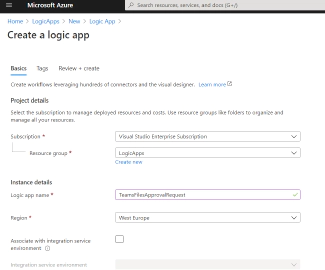 Microsoft Azure
Search resources, services, and docs (G+/)
Home > LogicApps > New > Logic App >
Create a logic app
Basics Tags Review + create
Create workflows leveraging hundreds of connectors and the visual designer. Learn more
Project details
Select the subscription to manage deployed resources and costs. Use resource groups like folders to organize and
manage all your resources.
Subscription *
Visual Studio Enterprise Subscription
Resource group *
LogicApps
Create new
Instance details
Logic app name *
TeamsFilesApprovalRequest
Region *
West Europe
Associate with integration service
environment
Integration service environment